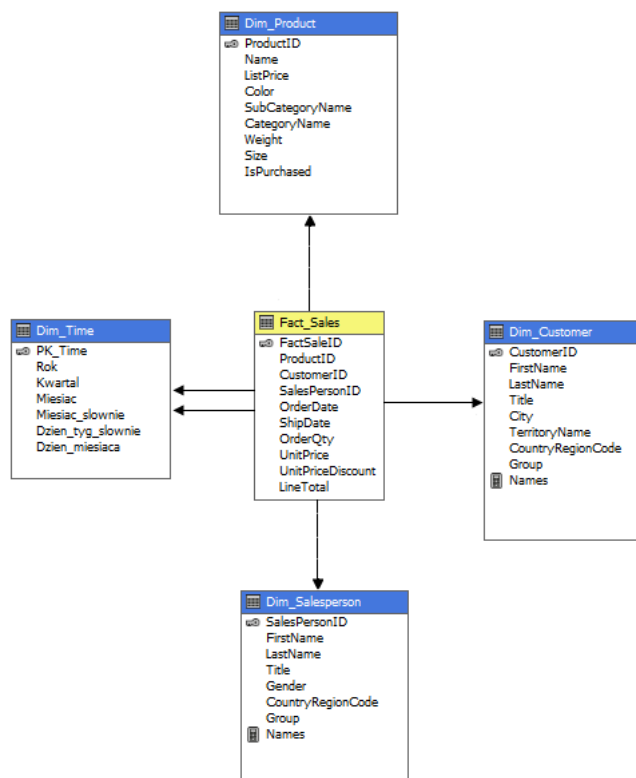 Dim_Product
ProductID
Name
ListPrice
Color
SubCategoryName
CategoryName
Weight
Size
IsPurchased
Dim_Time
PK_Time
Rok
Kwartal
Miesiac
Miesiac_slownie
Dzien_tyg_slownie
Dzien_miesiaca
Fact_Sales
FactSaleID
ProductID
CustomerID
SalesPersonID
OrderDate
ShipDate
OrderQty
UnitPrice
UnitPriceDiscount
LineTotal
Dim_Customer
CustomerID
FirstName
LastName
Title
City
TerritoryName
CountryRegionCode
Group
Names
Dim_Salesperson
SalesPersonID
FirstName
LastName
Title
Gender
CountryRegionCode
Group
Names